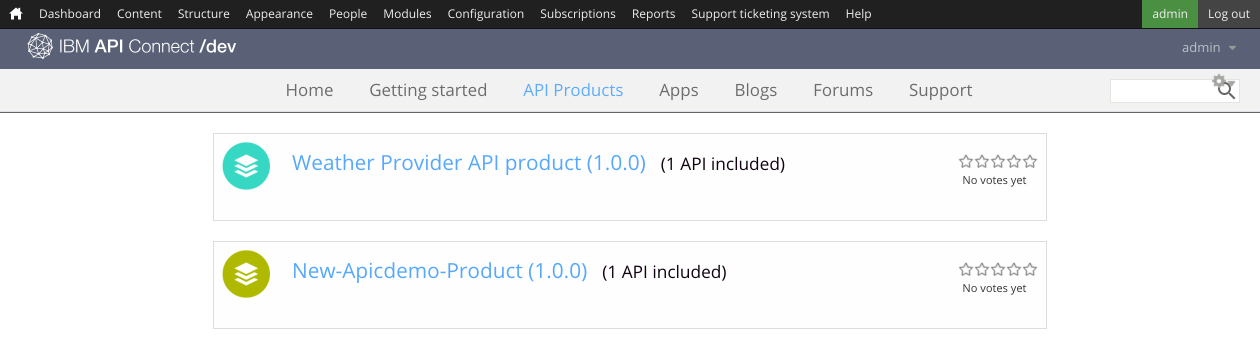 Dashboard Content Structure Appearance People Modules Configuration Subscriptions Reports Support ticketing system Help admin Log out
IBM API Connect /dev admin
Home Getting started API Products Apps Blogs Forums Support
Weather Provider API product (1.0.0) (1 API included)
No votes yet
New-Apicdemo-Product (1.0.0) (1 API included)
No votes yet